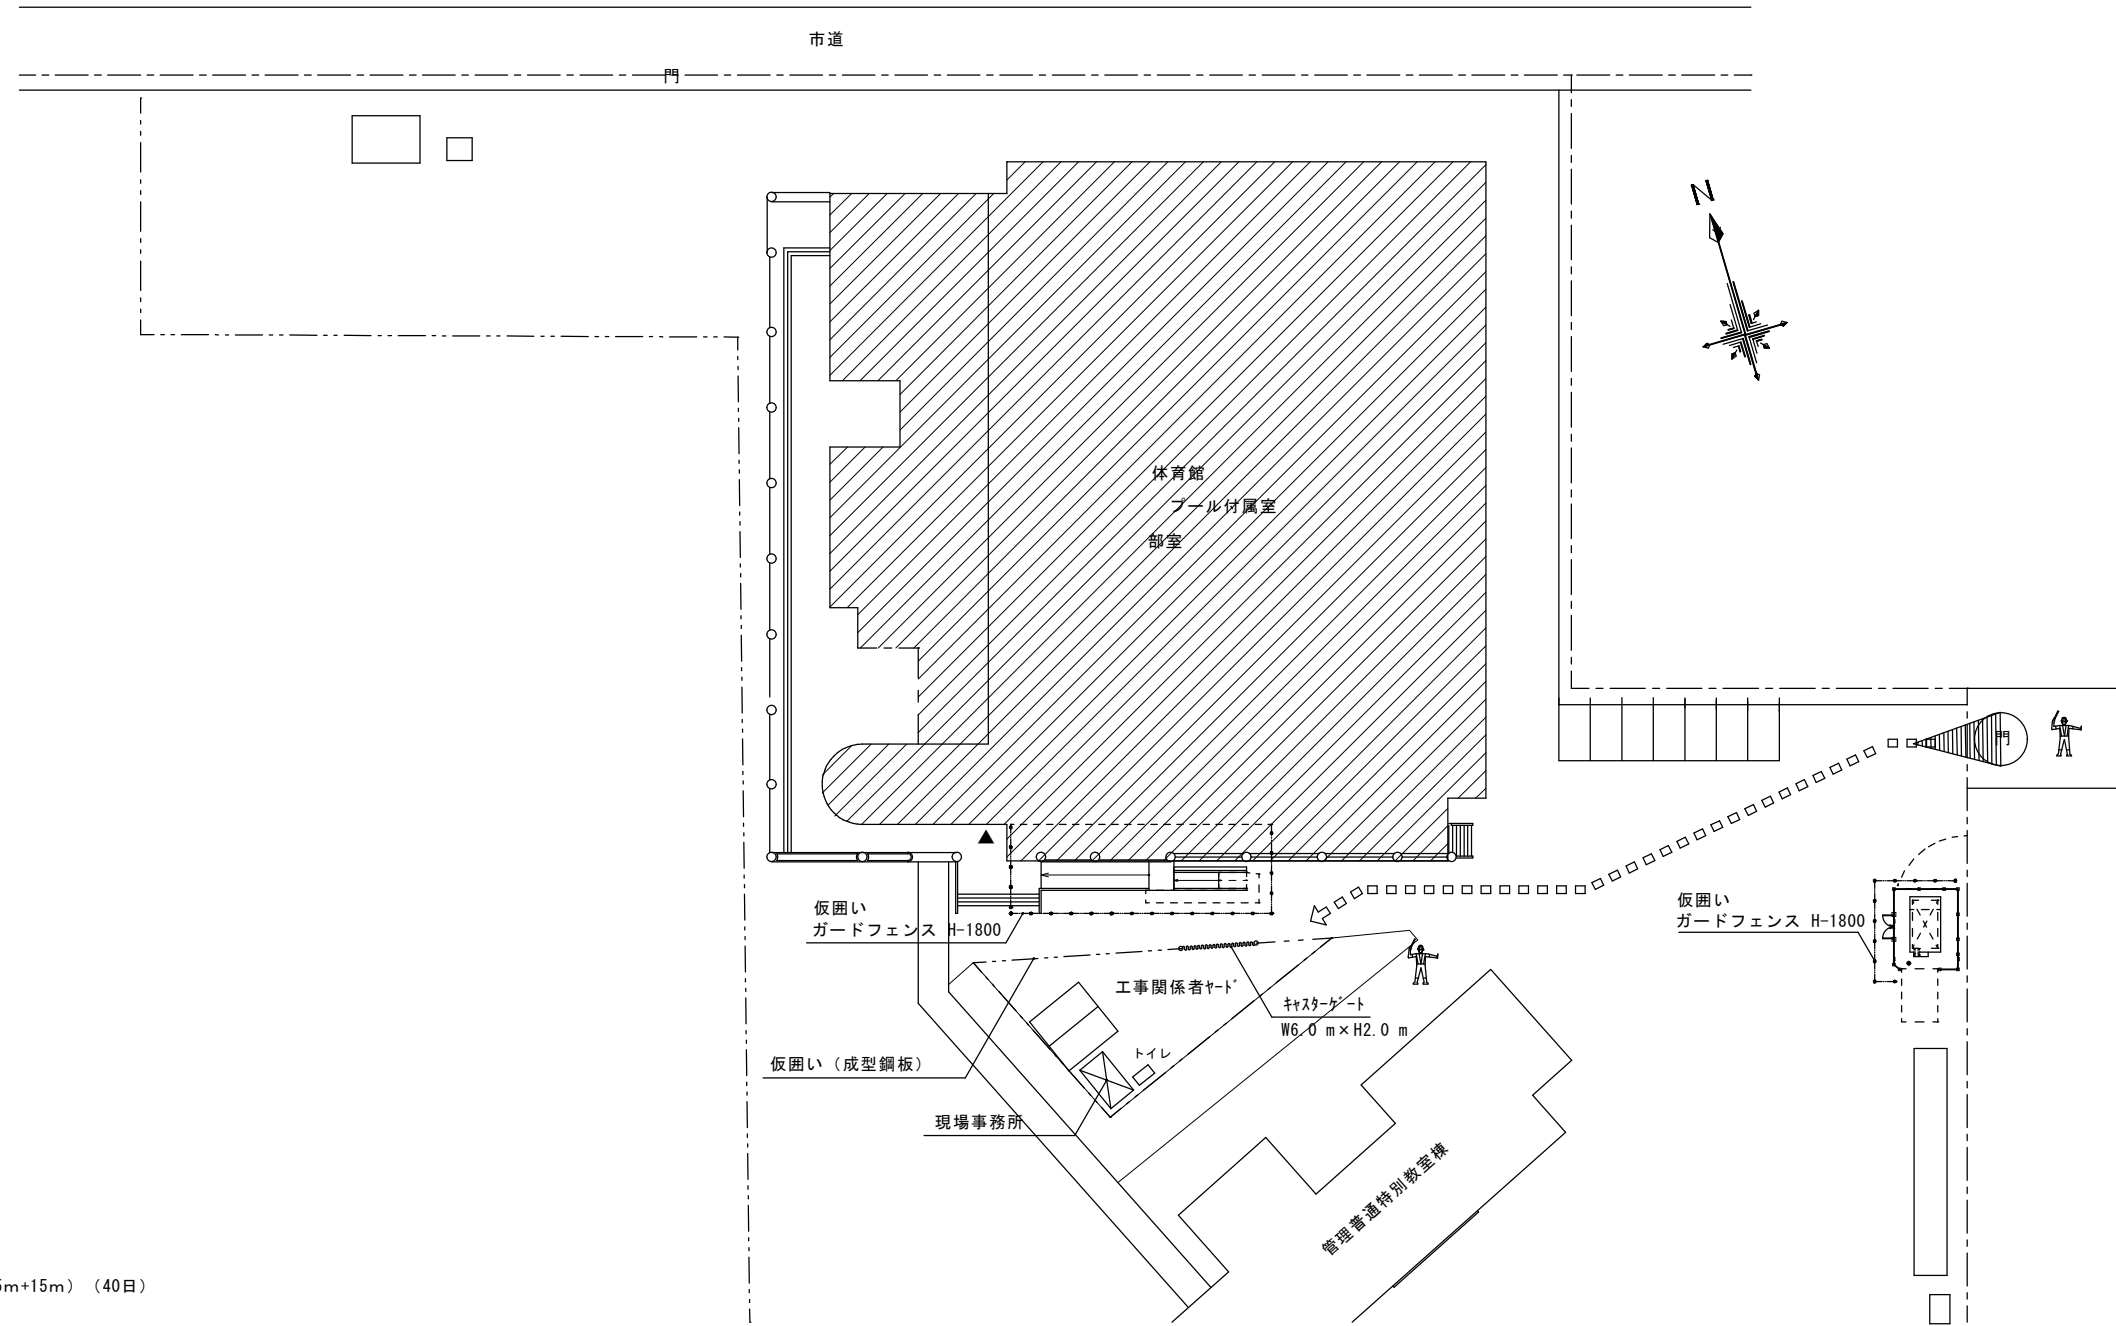 市道
門
N
体育館
プール付属室
部室
門
仮囲い
ガードフェンス H-1800
仮囲い
ガードフェンス H-1800
工事関係者ﾔｰﾄﾞ
ｷｬｽﾀｰｹﾞｰﾄ
W6.0 m×H2.0 m
トイレ
仮囲い（成型鋼板）
現場事務所
管理普通特別教室棟
m+15m）（40日）